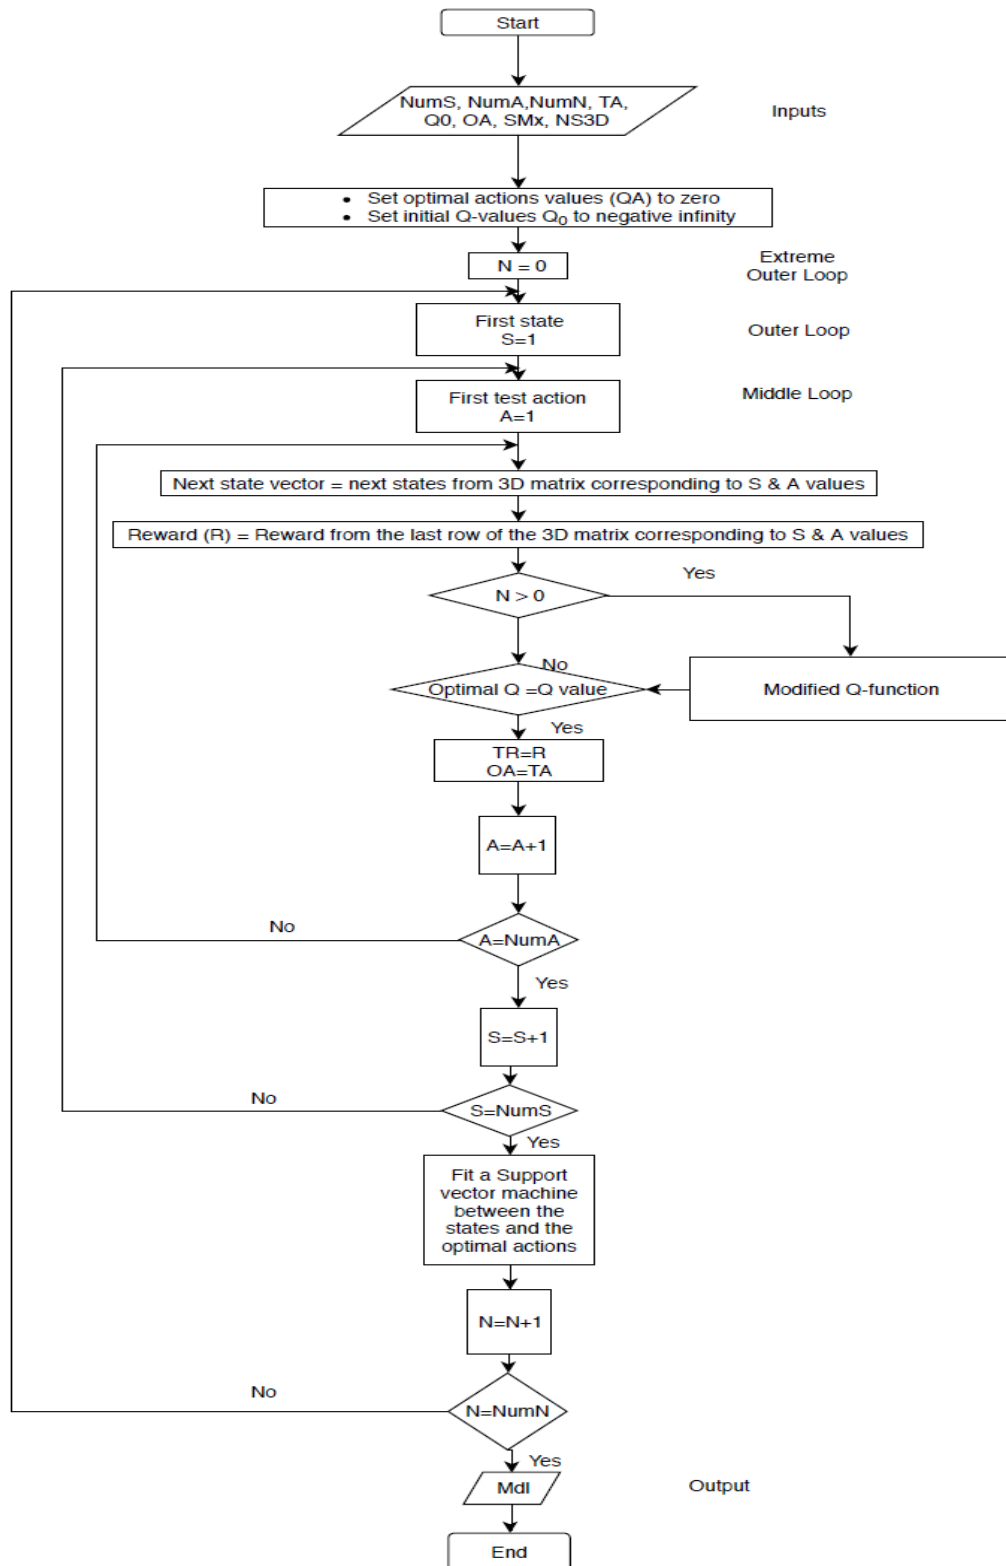 Start
NumS, NumA,NumN, TA,
Q0, OA, SMx, NS3D
Inputs
• Set optimal actions values (QA) to zero
• Set initial Q-values Q₀ to negative infinity
N = 0
Extreme
Outer Loop
First state
S=1
Outer Loop
First test action
A=1
Middle Loop
Next state vector = next states from 3D matrix corresponding to S & A values
Reward (R) = Reward from the last row of the 3D matrix corresponding to S & A values
Yes
N > 0
No
Optimal Q =Q value
Modified Q-function
Yes
TR=R
OA=TA
A=A+1
No
A=NumA
Yes
S=S+1
No
S=NumS
Yes
Fit a Support
vector machine
between the
states and the
optimal actions
N=N+1
No
N=NumN
Yes
Mdl
Output
End